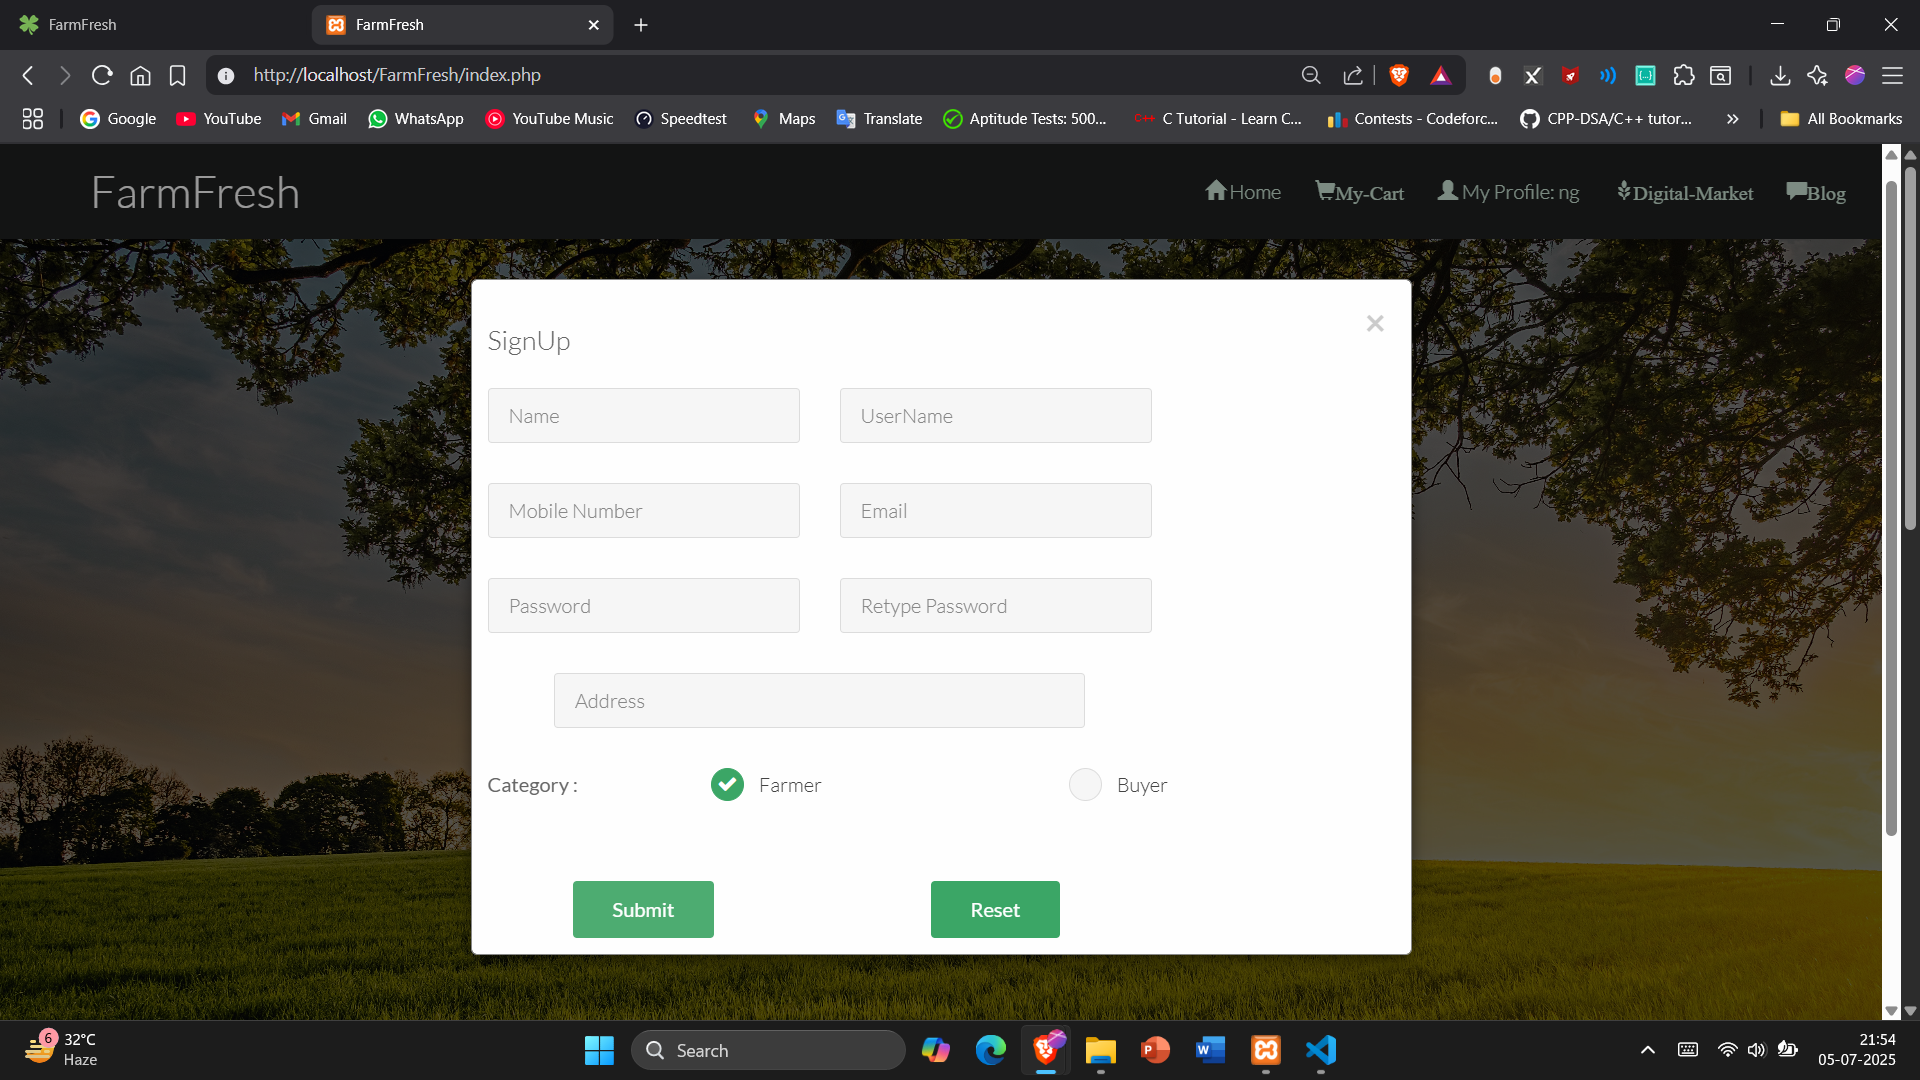 FarmFresh
FarmFresh
http://localhost/FarmFresh/index.php
Google YouTube Gmail WhatsApp YouTube Music Speedtest Maps Translate Aptitude Tests: 500... C++ C Tutorial - Learn C... Contests - Codeforc... CPP-DSA/C++ tutor... » All Bookmarks
FarmFresh
Home My-Cart My Profile: ng Digital-Market Blog
×
SignUp
Name UserName
Mobile Number Email
Password Retype Password
Address
Category : Farmer Buyer
Submit Reset
6
32°C
Haze
Search
21:54
05-07-2025